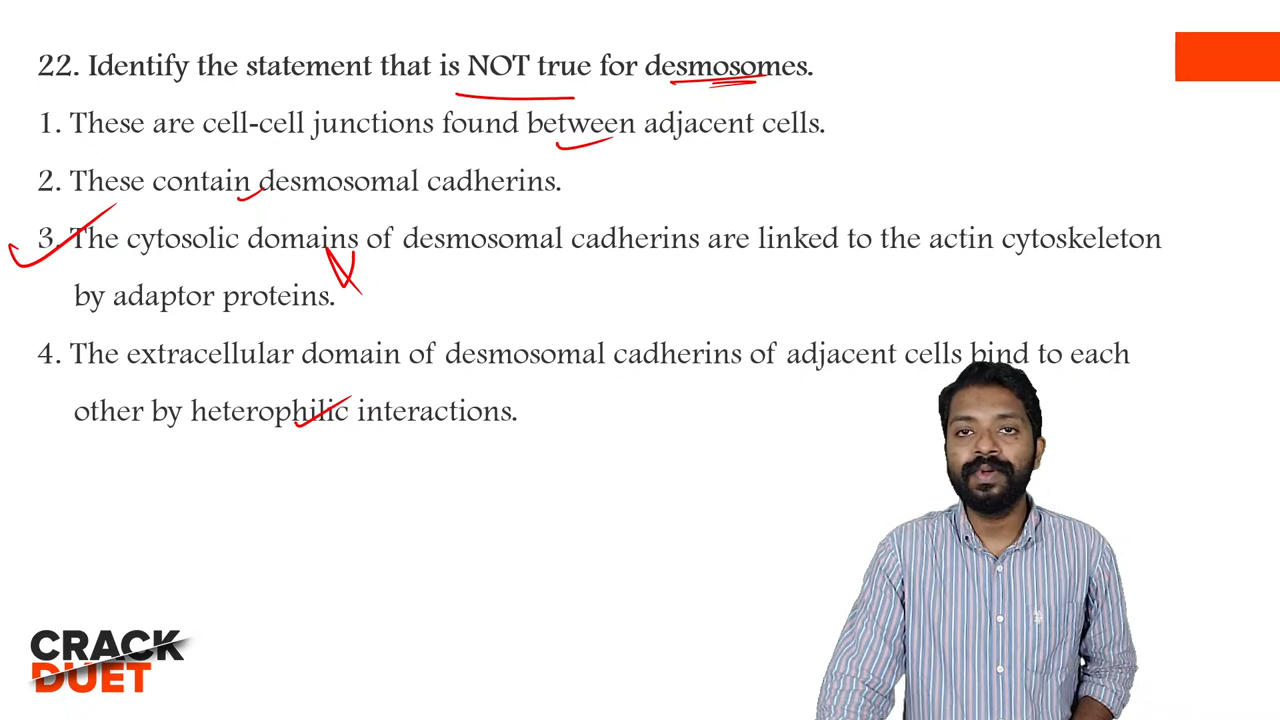 22. Identify the statement that is NOT true for desmosomes.
1. These are cell-cell junctions found between adjacent cells.
2. These contain desmosomal cadherins.
3. The cytosolic domains of desmosomal cadherins are linked to the actin cytoskeleton
by adaptor proteins.
4. The extracellular domain of desmosomal cadherins of adjacent cells bind to each
other by heterophilic interactions.
CRACK
DUET